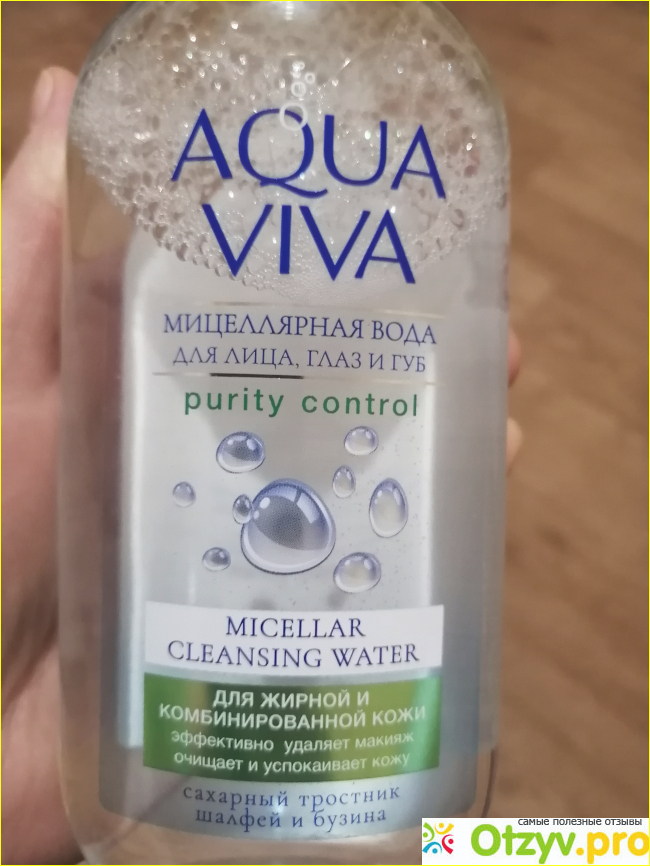 AQUA
VIVA
МИЦЕЛЛЯРНАЯ ВОДА
ДЛЯ ЛИЦА, ГЛАЗ И ГУБ
purity control
MICELLAR
CLEANSING WATER
ДЛЯ ЖИРНОЙ И
КОМБИНИРОВАННОЙ КОЖИ
эффективно удаляет макияж
очищает и успокаивает кожу
сахарный тростник
шалфей и бузина
самые полезные отзывы
Otzyv.pro